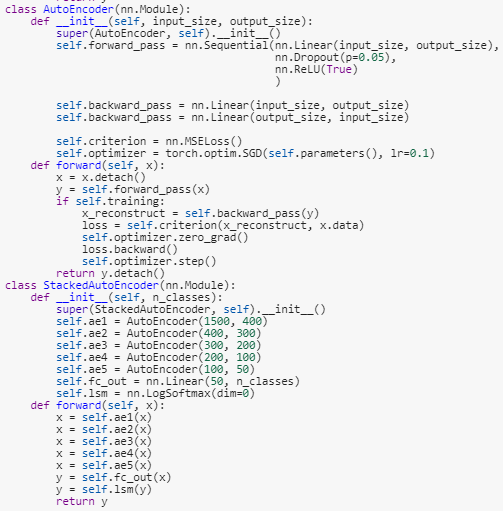 return y
class AutoEncoder(nn.Module):
    def __init__(self, input_size, output_size):
        super(AutoEncoder, self).__init__()
        self.forward_pass = nn.Sequential(nn.Linear(input_size, output_size),
                                          nn.Dropout(p=0.05),
                                          nn.ReLU(True)
                                          )
        self.backward_pass = nn.Linear(input_size, output_size)
        self.backward_pass = nn.Linear(output_size, input_size)
        self.criterion = nn.MSELoss()
        self.optimizer = torch.optim.SGD(self.parameters(), lr=0.1)
    def forward(self, x):
        x = x.detach()
        y = self.forward_pass(x)
        if self.training:
            x_reconstruct = self.backward_pass(y)
            loss = self.criterion(x_reconstruct, x.data)
            self.optimizer.zero_grad()
            loss.backward()
            self.optimizer.step()
        return y.detach()
class StackedAutoEncoder(nn.Module):
    def __init__(self, n_classes):
        super(StackedAutoEncoder, self).__init__()
        self.ae1 = AutoEncoder(1500, 400)
        self.ae2 = AutoEncoder(400, 300)
        self.ae3 = AutoEncoder(300, 200)
        self.ae4 = AutoEncoder(200, 100)
        self.ae5 = AutoEncoder(100, 50)
        self.fc_out = nn.Linear(50, n_classes)
        self.lsm = nn.LogSoftmax(dim=0)
    def forward(self, x):
        x = self.ae1(x)
        x = self.ae2(x)
        x = self.ae3(x)
        x = self.ae4(x)
        x = self.ae5(x)
        y = self.fc_out(x)
        y = self.lsm(y)
        return y